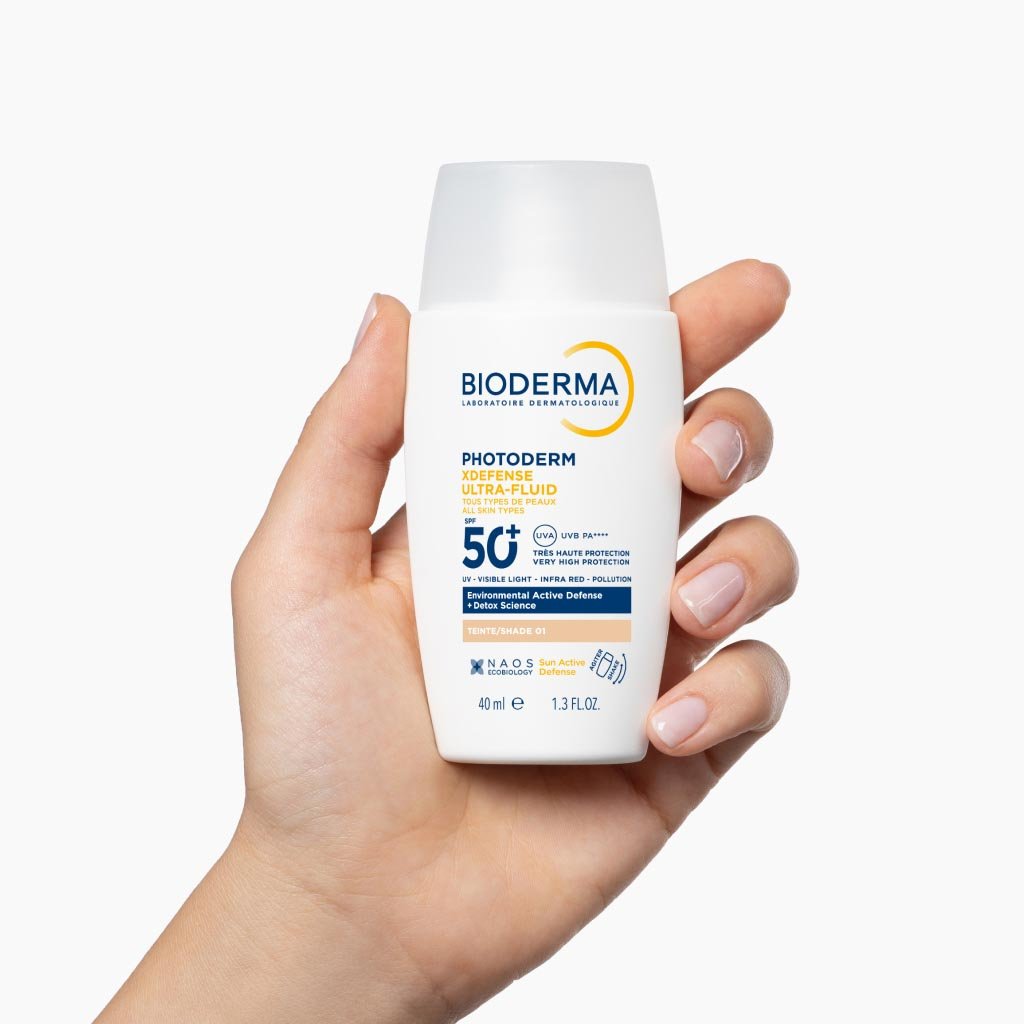 BIODERMA
LABORATOIRE DERMATOLOGIQUE
PHOTODERM
XDEFENSE
ULTRA-FLUID
TOUS TYPES DE PEAUX
ALL SKIN TYPES
SPF
50+
UVA UVB PA++++
TRÈS HAUTE PROTECTION
VERY HIGH PROTECTION
UV - VISIBLE LIGHT - INFRA RED - POLLUTION
Environmental Active Defense
+ Detox Science
TEINTE/SHADE 01
NAOS
ECOBIOLOGY
Sun Active
Defense
AGITER
SHAKE
40 ml ℮ 1.3 FL.OZ.